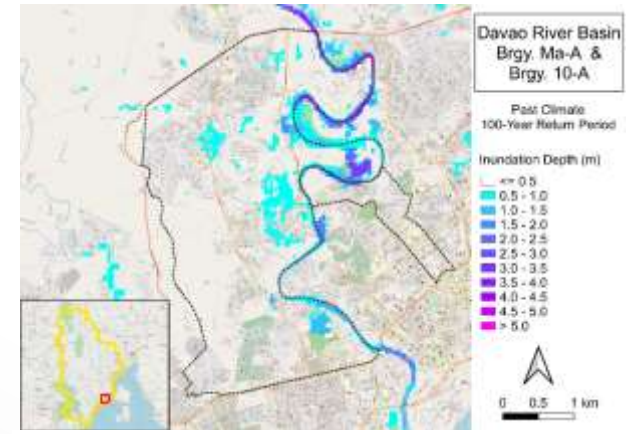 Davao River Basin
Brgy. Ma-A &
Brgy. 10-A
Past Climate
100-Year Return Period
Inundation Depth (m)
<= 0.5
0.5 - 1.0
1.0 - 1.5
1.5 - 2.0
2.0 - 2.5
2.5 - 3.0
3.0 - 3.5
3.5 - 4.0
4.0 - 4.5
4.5 - 5.0
> 5.0
0 0.5 1 km